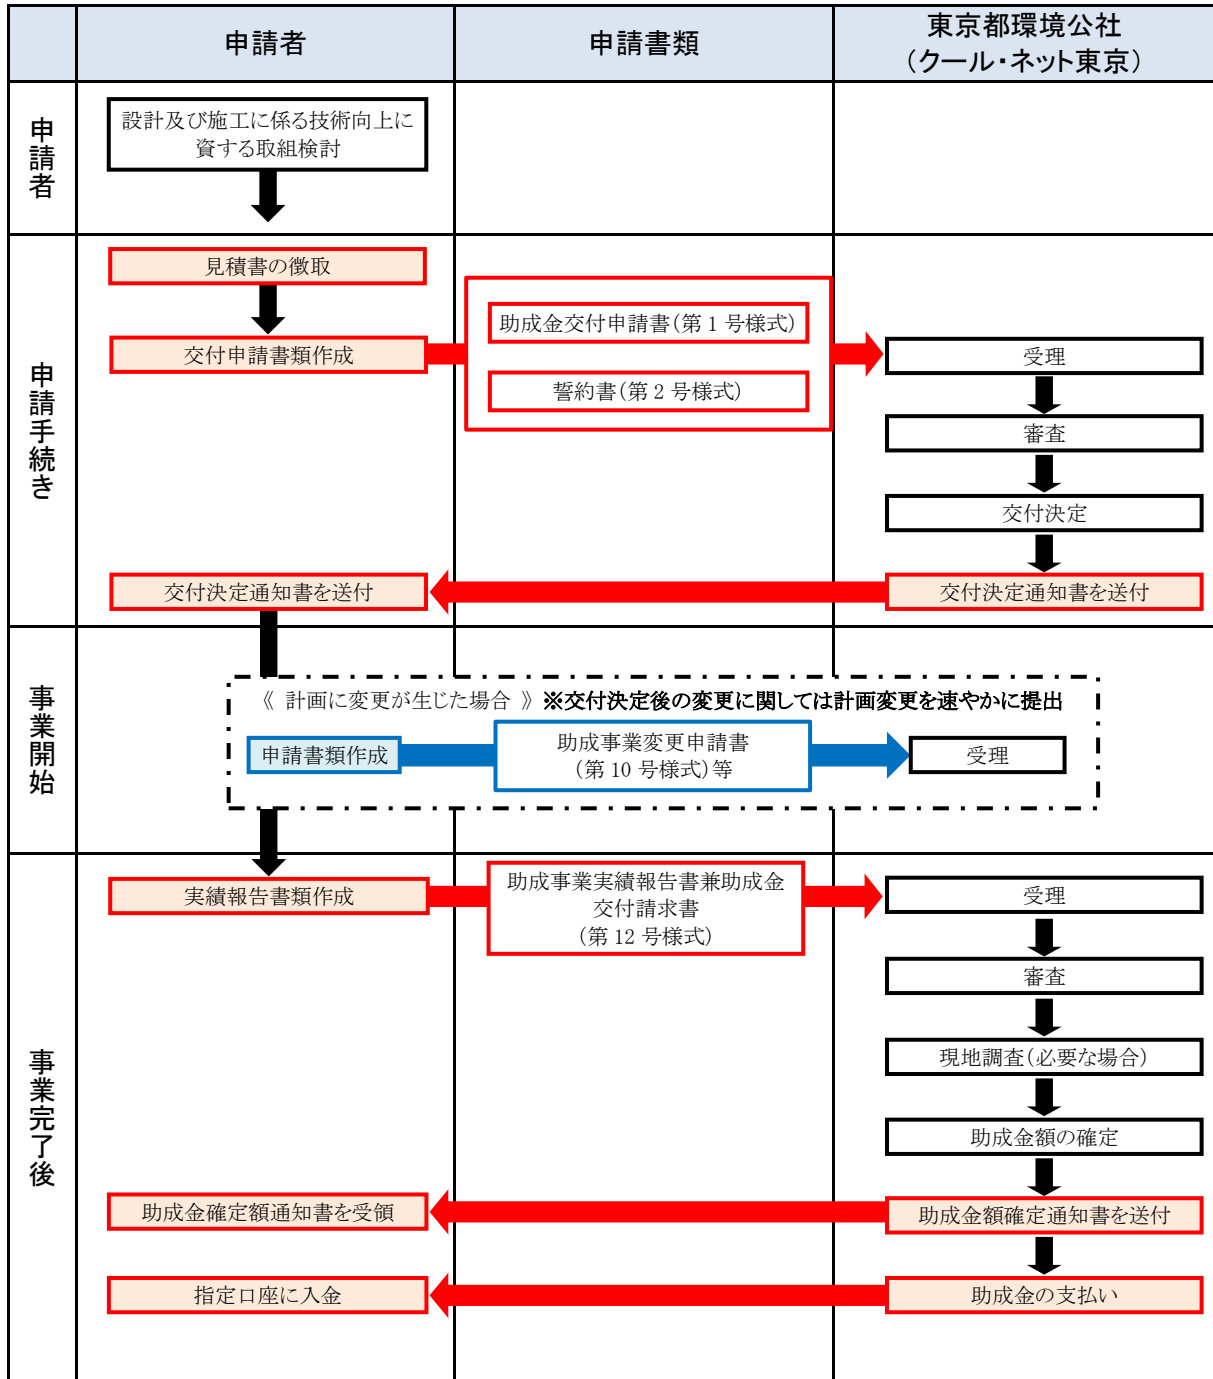 申請者
申請書類
東京都環境公社
（クール・ネット東京）
申請者
設計及び施工に係る技術向上に
資する取組検討
申請手続き
見積書の徴取
交付申請書類作成
助成金交付申請書（第１号様式）
誓約書（第２号様式）
受理
審査
交付決定
交付決定通知書を送付
交付決定通知書を送付
事業開始
《 計画に変更が生じた場合 》※交付決定後の変更に関しては計画変更を速やかに提出
申請書類作成
助成事業変更申請書
（第 10 号様式）等
受理
事業完了後
実績報告書類作成
助成事業実績報告書兼助成金
交付請求書
（第 12 号様式）
受理
審査
現地調査（必要な場合）
助成金額の確定
助成金確定額通知書を受領
助成金額確定通知書を送付
指定口座に入金
助成金の支払い